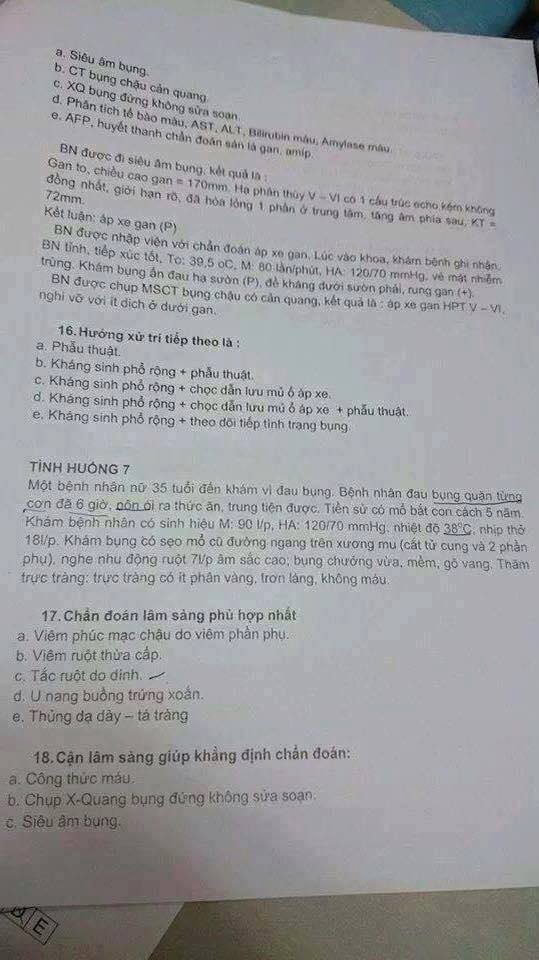 a. Siêu âm bụng.
b. CT bụng chậu cản quang.
c. XQ bụng đứng không sửa soạn.
d. Phân tích tế bào máu, AST, ALT, Bilirubin máu, Amylase máu.
e. AFP, huyết thanh chẩn đoán sán lá gan, amip
BN được đi siêu âm bụng, kết quả là :
Gan to, chiều cao gan = 170mm. Hạ phân thùy V – VI có 1 cấu trúc echo kém không
đồng nhất, giới hạn rõ, đã hóa lỏng 1 phần ở trung tâm, tăng âm phía sau, KT =
72mm.
Kết luận: áp xe gan (P)
BN được nhập viện với chẩn đoán áp xe gan. Lúc vào khoa, khám bệnh ghi nhận,
BN tỉnh, tiếp xúc tốt, To: 39,5 oC, M: 80 lần/phút, HA: 120/70 mmHg, vẻ mặt nhiễm
trùng. Khám bụng ấn đau hạ sườn (P), đề kháng dưới sườn phải, rung gan (+).
BN được chụp MSCT bụng chậu có cản quang, kết quả là : áp xe gan HPT V – VI,
nghi vỡ với ít dịch ở dưới gan.
16. Hướng xử trí tiếp theo là :
a. Phẫu thuật.
b. Kháng sinh phổ rộng + phẫu thuật.
c. Kháng sinh phổ rộng + chọc dẫn lưu mủ ổ áp xe.
d. Kháng sinh phổ rộng + chọc dẫn lưu mủ ổ áp xe + phẫu thuật.
e. Kháng sinh phổ rộng + theo dõi tiếp tình trạng bụng
TÌNH HUỐNG 7
Một bệnh nhân nữ 35 tuổi đến khám vì đau bụng. Bệnh nhân đau bụng quặn từng
cơn đã 6 giờ, nôn ói ra thức ăn, trung tiện được. Tiền sử có mổ bắt con cách 5 năm.
Khám bệnh nhân có sinh hiệu M: 90 l/p, HA: 120/70 mmHg, nhiệt độ 38°C, nhịp thở
18l/p. Khám bụng có sẹo mổ cũ đường ngang trên xương mu (cắt tử cung và 2 phần
phụ), nghe nhu động ruột 7l/p âm sắc cao; bụng chướng vừa, mềm, gõ vang. Thăm
trực tràng: trực tràng có ít phân vàng, trơn láng, không máu.
17. Chẩn đoán lâm sàng phù hợp nhất
a. Viêm phúc mạc chậu do viêm phần phụ.
b. Viêm ruột thừa cấp.
c. Tắc ruột do dính.
d. U nang buồng trứng xoắn.
e. Thủng dạ dày – tá tràng
18. Cận lâm sàng giúp khẳng định chẩn đoán:
a. Công thức máu.
b. Chụp X-Quang bụng đứng không sửa soạn.
c. Siêu âm bụng.
E